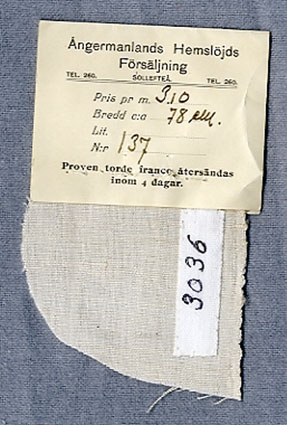 Ångermanlands Hemslöjds
Försäljning
TEL. 260. SOLLEFTEÅ. TEL. 260.
Pris pr m. 3.10
Bredd c:a 78 cm.
Lit.
N:r 137
Proven torde franco återsändas
inom 4 dagar.
3036